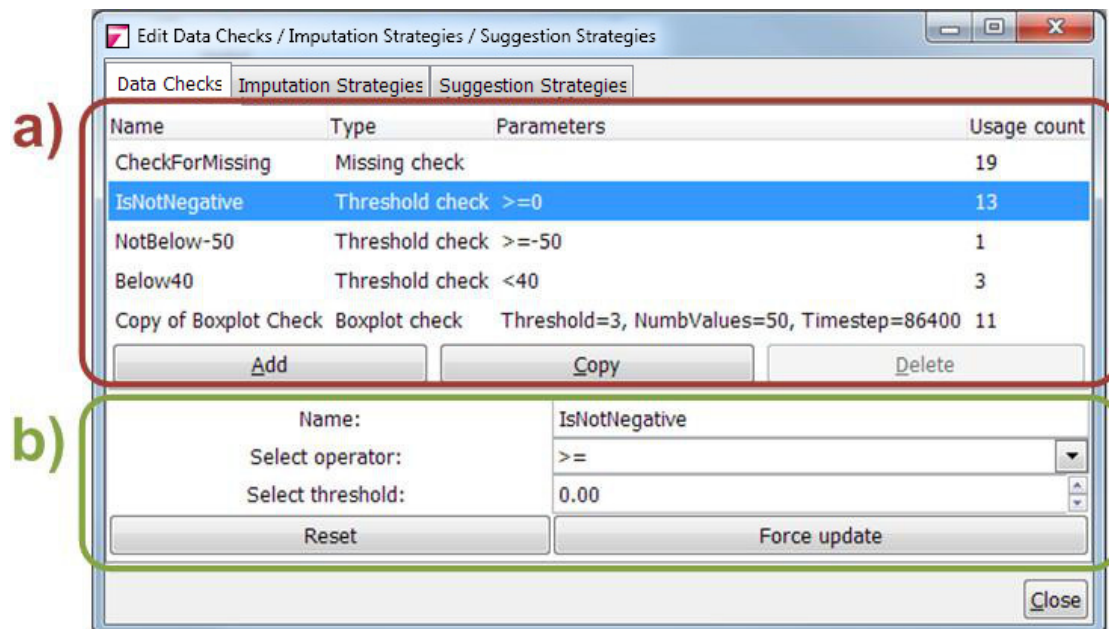 Edit Data Checks / Imputation Strategies / Suggestion Strategies
Data Checks Imputation Strategies Suggestion Strategies
a)
Name Type Parameters Usage count
CheckForMissing Missing check 19
IsNotNegative Threshold check >=0 13
NotBelow-50 Threshold check >=-50 1
Below40 Threshold check <40 3
Copy of Boxplot Check Boxplot check Threshold=3, NumbValues=50, Timestep=86400 11
Add Copy Delete
b)
Name: IsNotNegative
Select operator: >=
Select threshold: 0.00
Reset Force update
Close